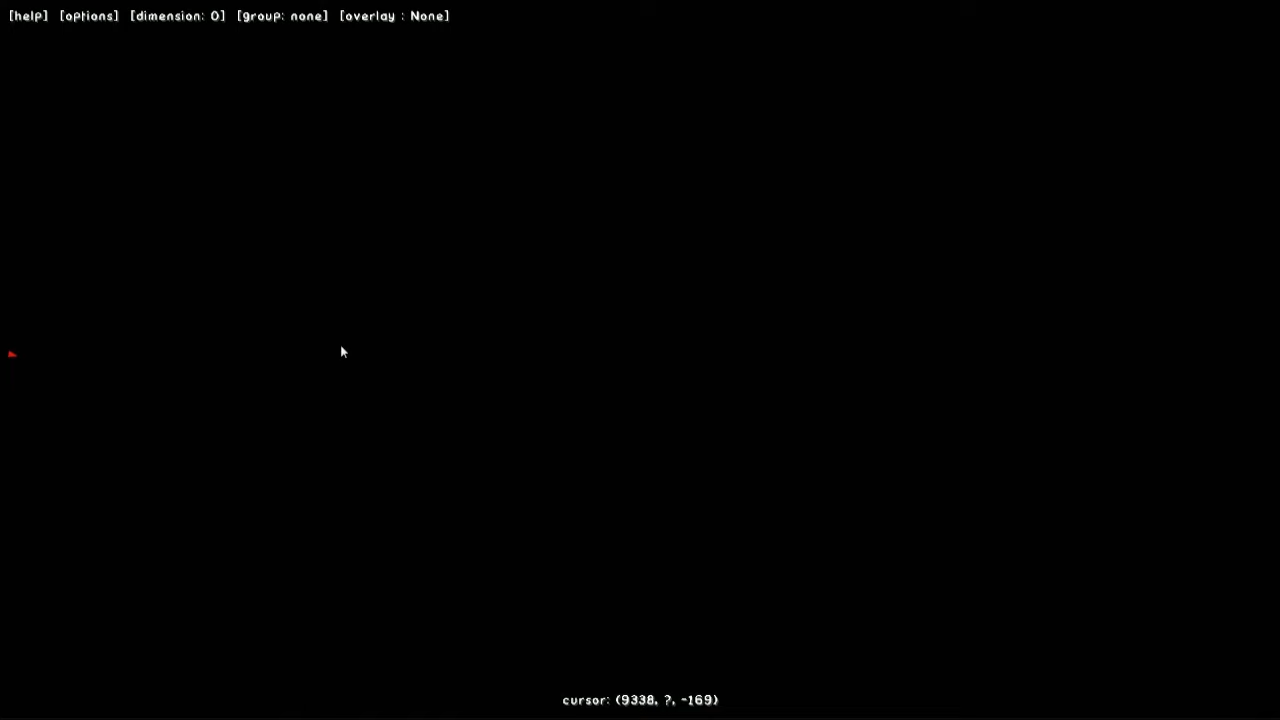 [help] [options] [dimension: 0] [group: none] [overlay : None]
cursor: (9338, ?, -169)